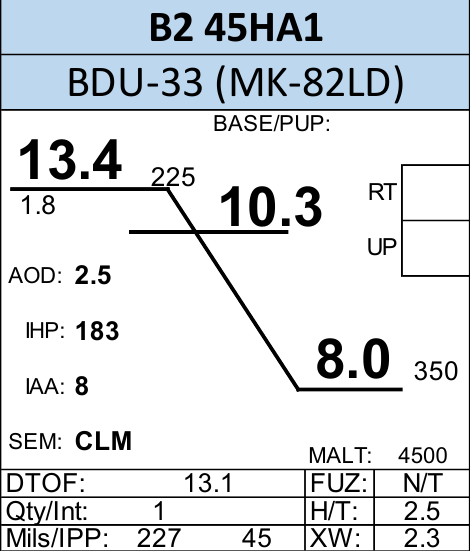 B2 45HA1
BDU-33 (MK-82LD)
BASE/PUP:
13.4 225
1.8
10.3
RT
UP
AOD: 2.5
IHP: 183
IAA: 8
8.0 350
SEM: CLM
MALT: 4500
DTOF: 13.1 FUZ: N/T
Qty/Int: 1 H/T: 2.5
Mils/IPP: 227 45 XW: 2.3